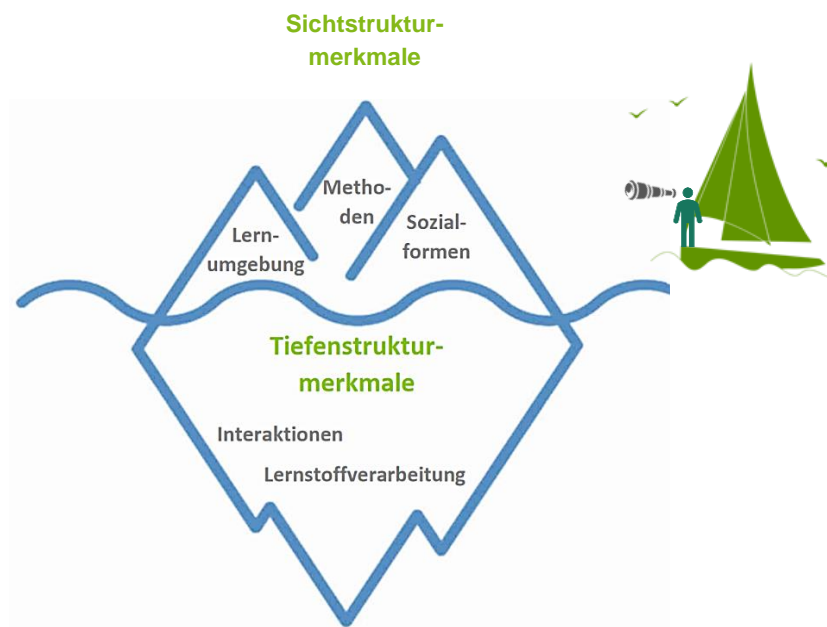 Sichtstruktur-
merkmale
Metho-
den
Lern-
umgebung
Sozial-
formen
Tiefenstruktur-
merkmale
Interaktionen
Lernstoffverarbeitung